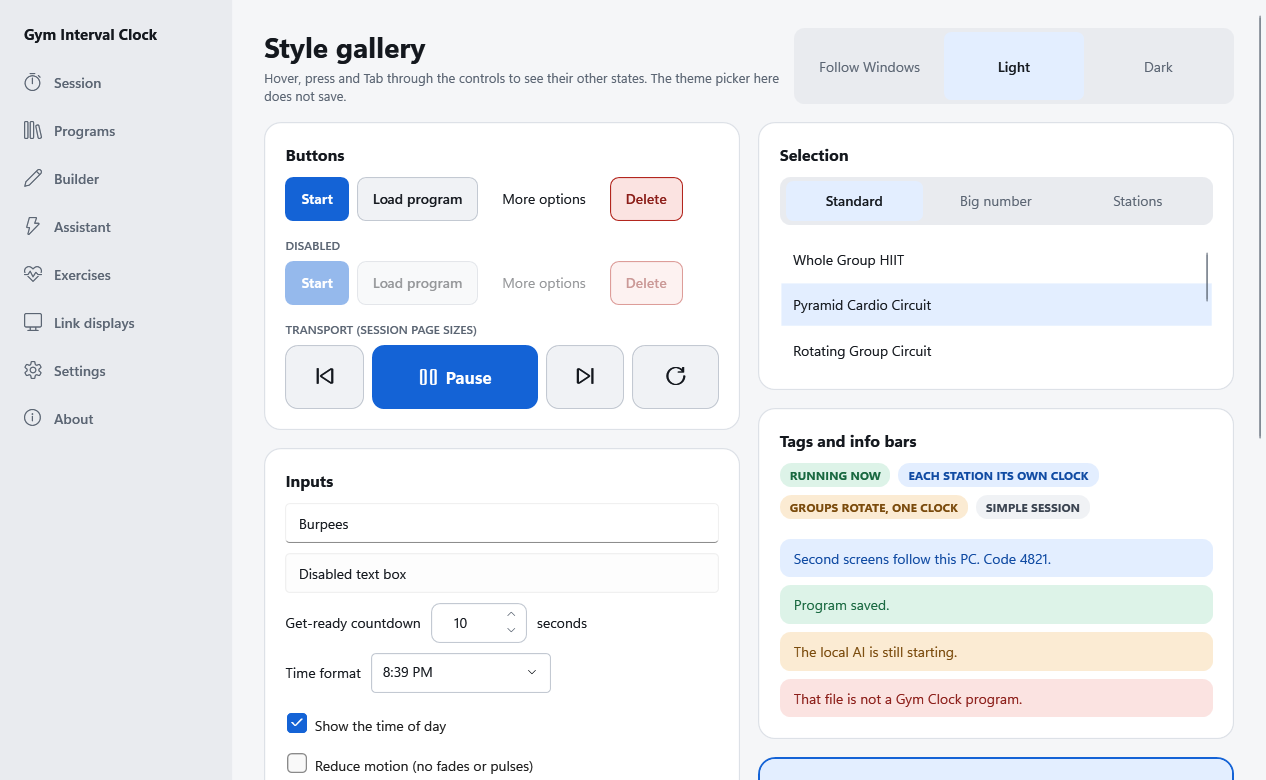 Gym Interval Clock
Session
Programs
Builder
Assistant
Exercises
Link displays
Settings
About
Style gallery
Hover, press and Tab through the controls to see their other states. The theme picker here
does not save.
Follow Windows
Light
Dark
Buttons
Start
Load program
More options
Delete
DISABLED
Start
Load program
More options
Delete
TRANSPORT (SESSION PAGE SIZES)
Pause
Inputs
Burpees
Disabled text box
Get-ready countdown 10 seconds
Time format 8:39 PM
Show the time of day
Reduce motion (no fades or pulses)
Selection
Standard
Big number
Stations
Whole Group HIIT
Pyramid Cardio Circuit
Rotating Group Circuit
Tags and info bars
RUNNING NOW
EACH STATION ITS OWN CLOCK
GROUPS ROTATE, ONE CLOCK
SIMPLE SESSION
Second screens follow this PC. Code 4821.
Program saved.
The local AI is still starting.
That file is not a Gym Clock program.